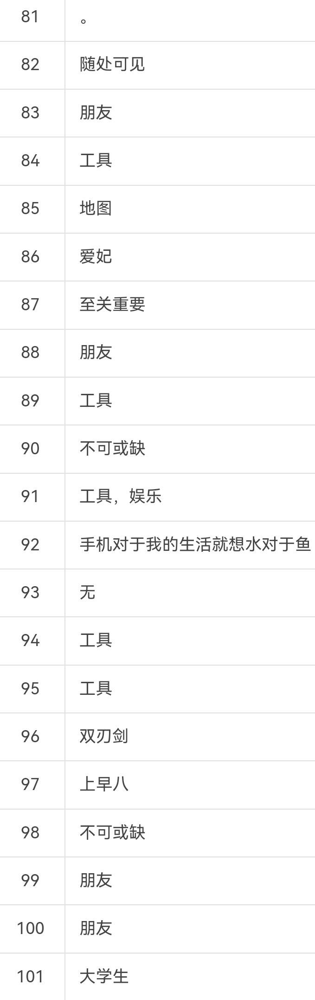 81 。
82 随处可见
83 朋友
84 工具
85 地图
86 爱妃
87 至关重要
88 朋友
89 工具
90 不可或缺
91 工具，娱乐
92 手机对于我的生活就想水对于鱼
93 无
94 工具
95 工具
96 双刃剑
97 上早八
98 不可或缺
99 朋友
100 朋友
101 大学生